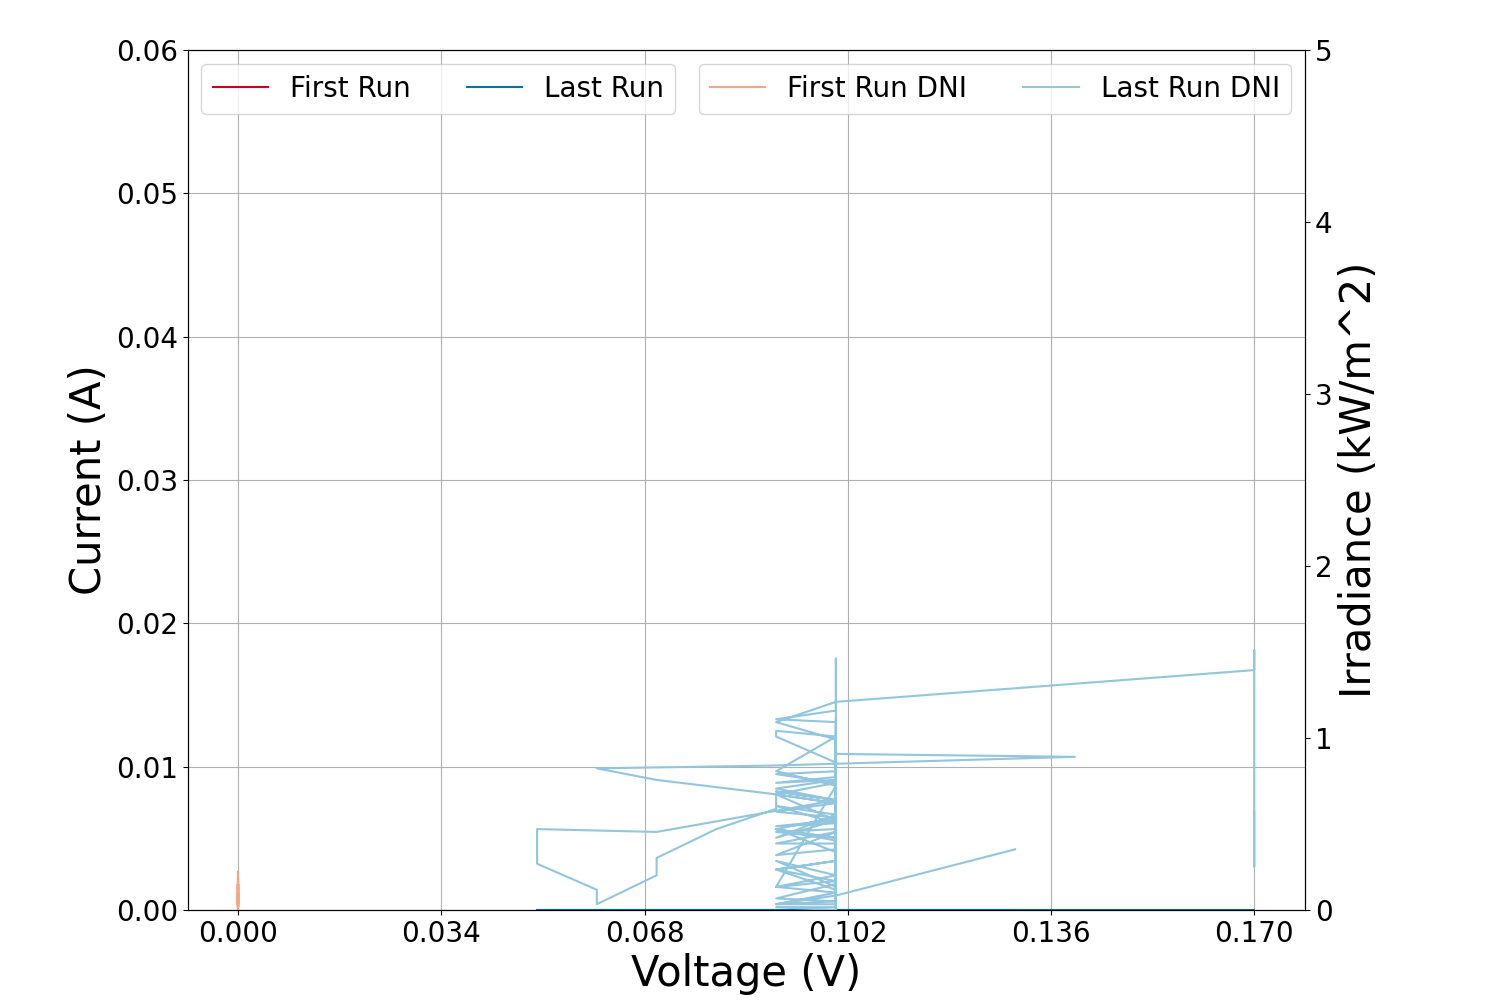 First Run
Last Run
First Run DNI
Last Run DNI
Current (A)
0.06
0.05
0.04
0.03
0.02
0.01
0.00
5
4
3
2
1
0
Irradiance (kW/m^2)
0.000 0.034 0.068 0.102 0.136 0.170
Voltage (V)